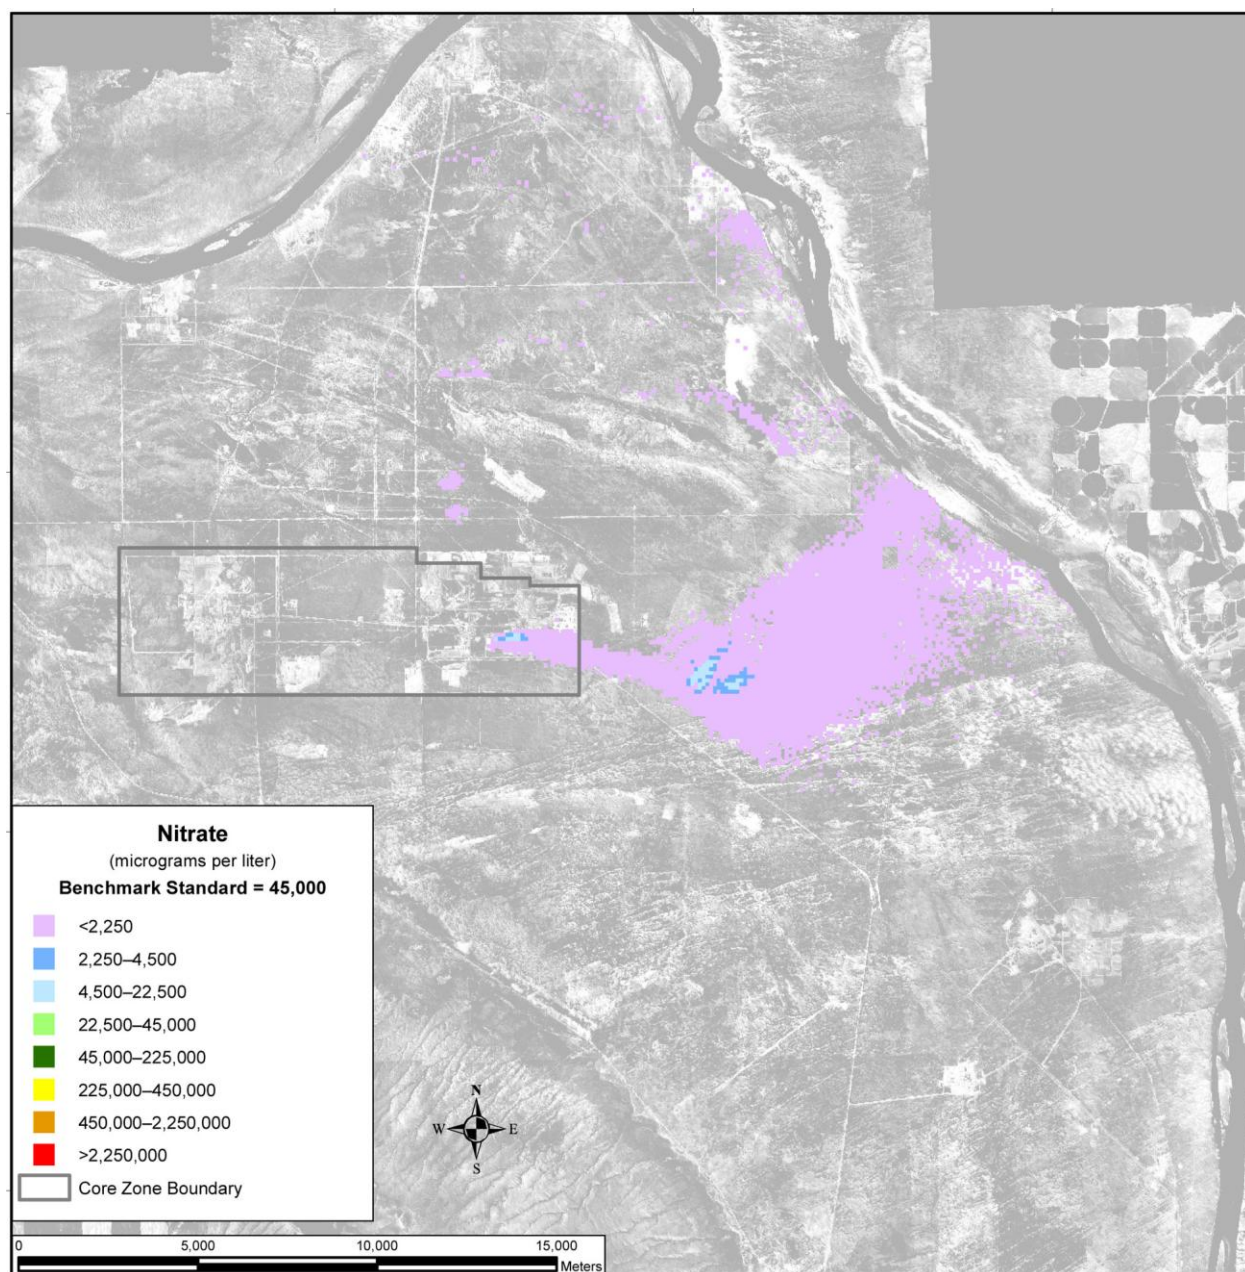 Nitrate
(micrograms per liter)
Benchmark Standard = 45,000
<2,250
2,250–4,500
4,500–22,500
22,500–45,000
45,000–225,000
225,000–450,000
450,000–2,250,000
>2,250,000
Core Zone Boundary
N
W E
S
0 5,000 10,000 15,000
Meters